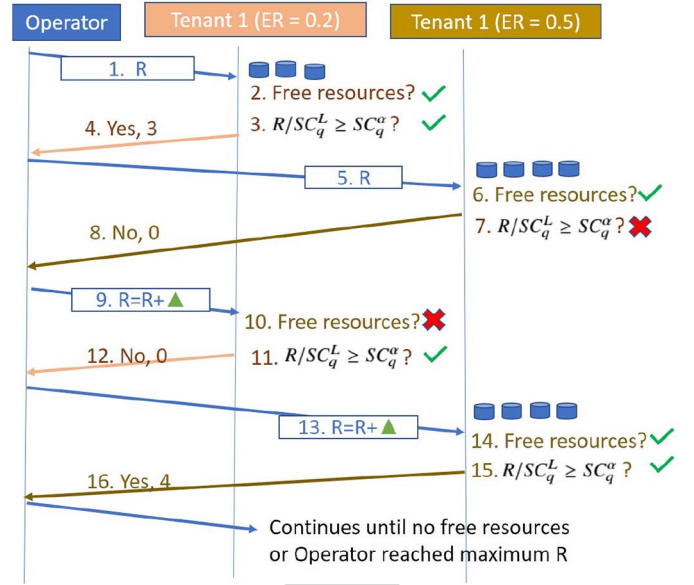 Operator
Tenant 1 (ER = 0.2)
Tenant 1 (ER = 0.5)
1. R
2. Free resources?
3. R/SC_q^L ≥ SC_q^α ?
4. Yes, 3
5. R
6. Free resources?
7. R/SC_q^L ≥ SC_q^α ?
8. No, 0
9. R=R+▲
10. Free resources?
11. R/SC_q^L ≥ SC_q^α ?
12. No, 0
13. R=R+▲
14. Free resources?
15. R/SC_q^L ≥ SC_q^α ?
16. Yes, 4
Continues until no free resources
or Operator reached maximum R